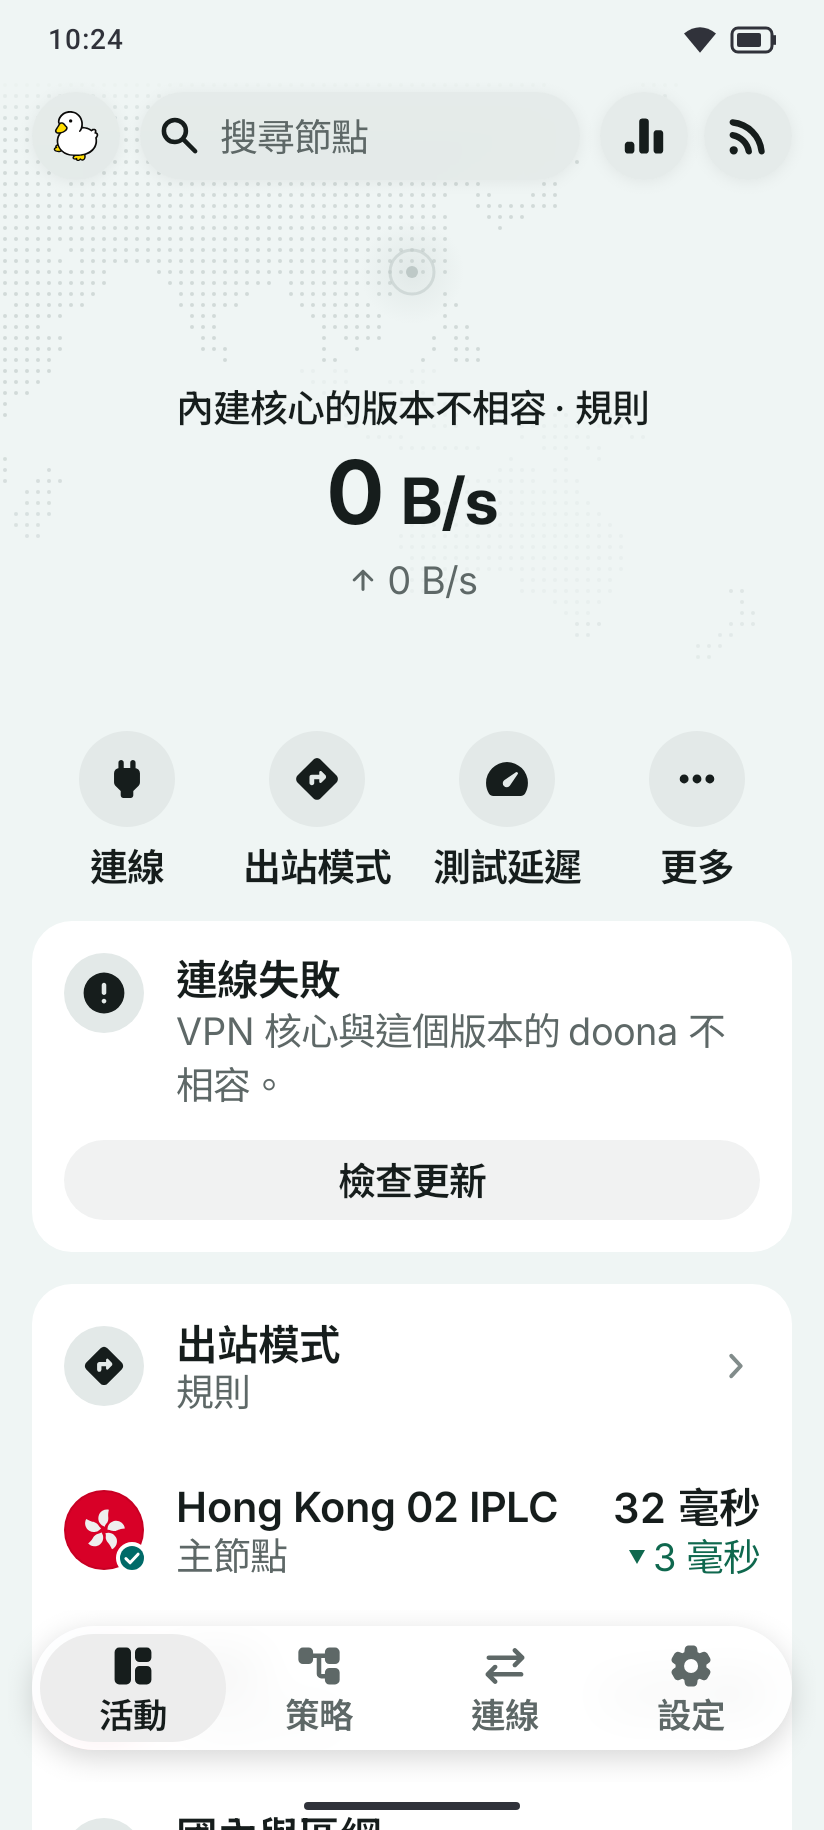 10:24
搜尋節點
內建核心的版本不相容 · 規則
0 B/s
↑ 0 B/s
連線
出站模式
測試延遲
更多
連線失敗
VPN 核心與這個版本的 doona 不
相容。
檢查更新
出站模式
規則
Hong Kong 02 IPLC
32 毫秒
主節點
▼3 毫秒
活動
策略
連線
設定